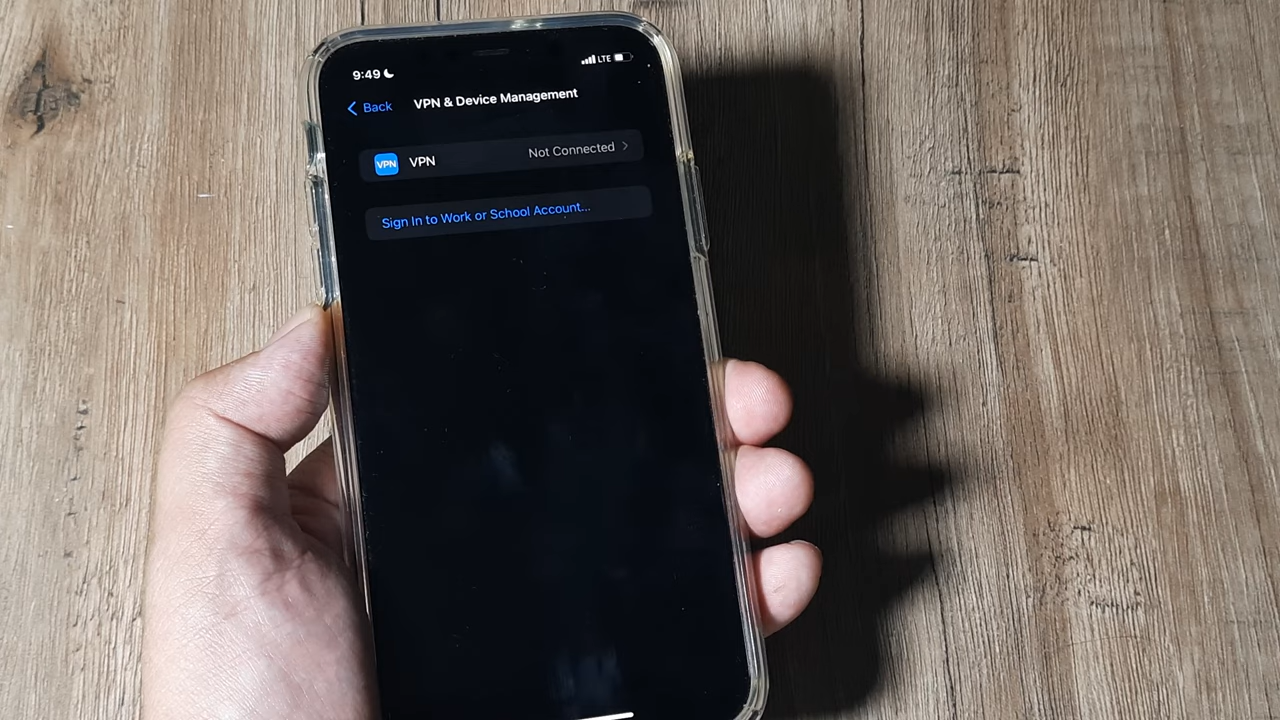 9:49
LTE
Back
VPN & Device Management
VPN VPN Not Connected
Sign In to Work or School Account...